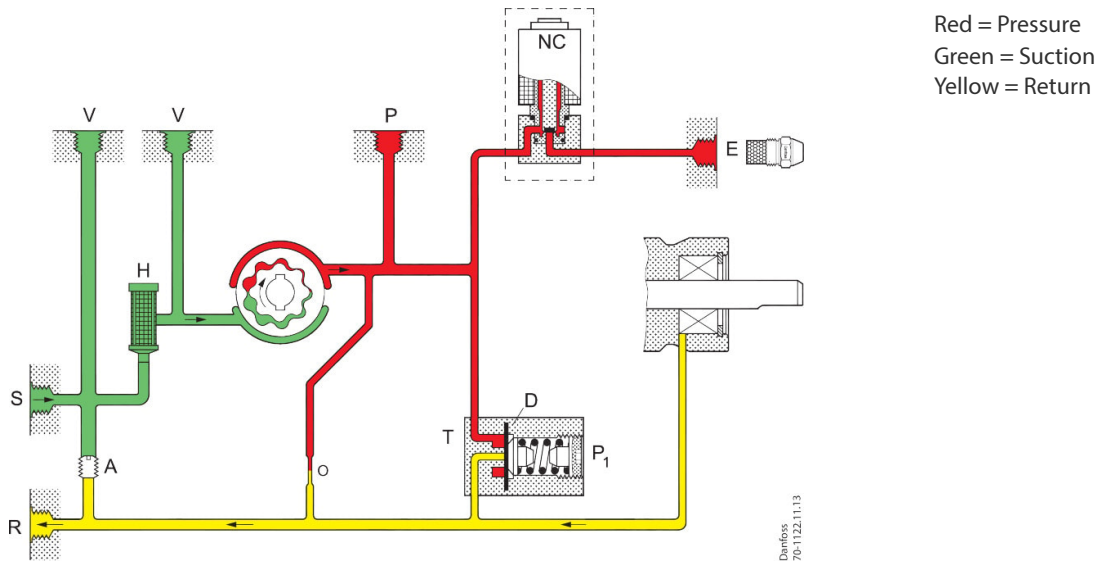 Red = Pressure
Green = Suction
Yellow = Return
NC
V
V
P
E
H
S
D
T
P1
A
O
R
Danfoss
70-1122.11.13